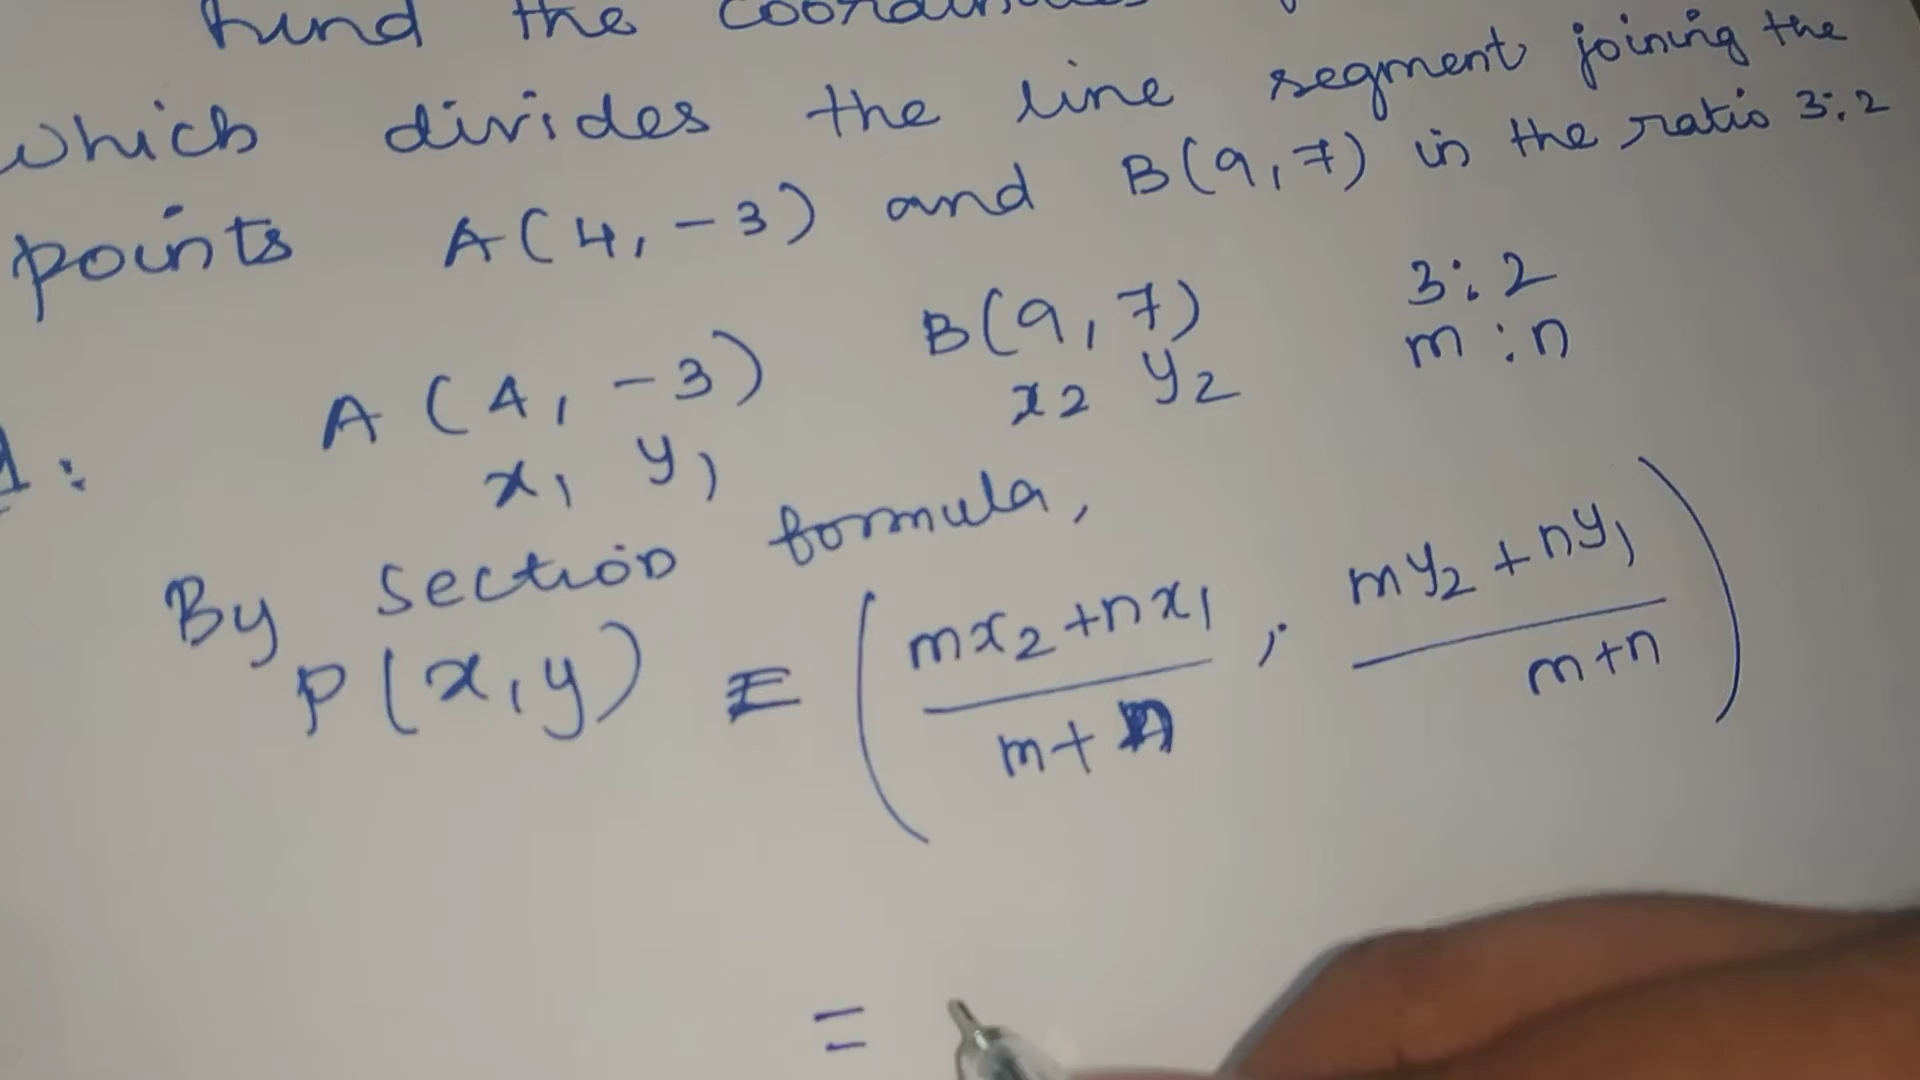 find the coordinates
which divides the line segment joining the
points A(4, -3) and B(9, 7) in the ratio 3:2
A(4, -3) B(9, 7) 3:2
x1 y1 x2 y2 m:n
By section formula,
P(x, y) = ( mx2+nx1 / m+n , my2+ny1 / m+n )
=